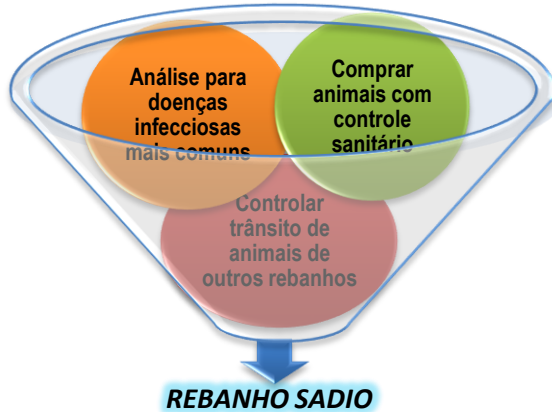 Análise para
doenças
infecciosas
mais comuns
Comprar
animais com
controle
sanitário
Controlar
trânsito de
animais de
outros rebanhos
REBANHO SADIO